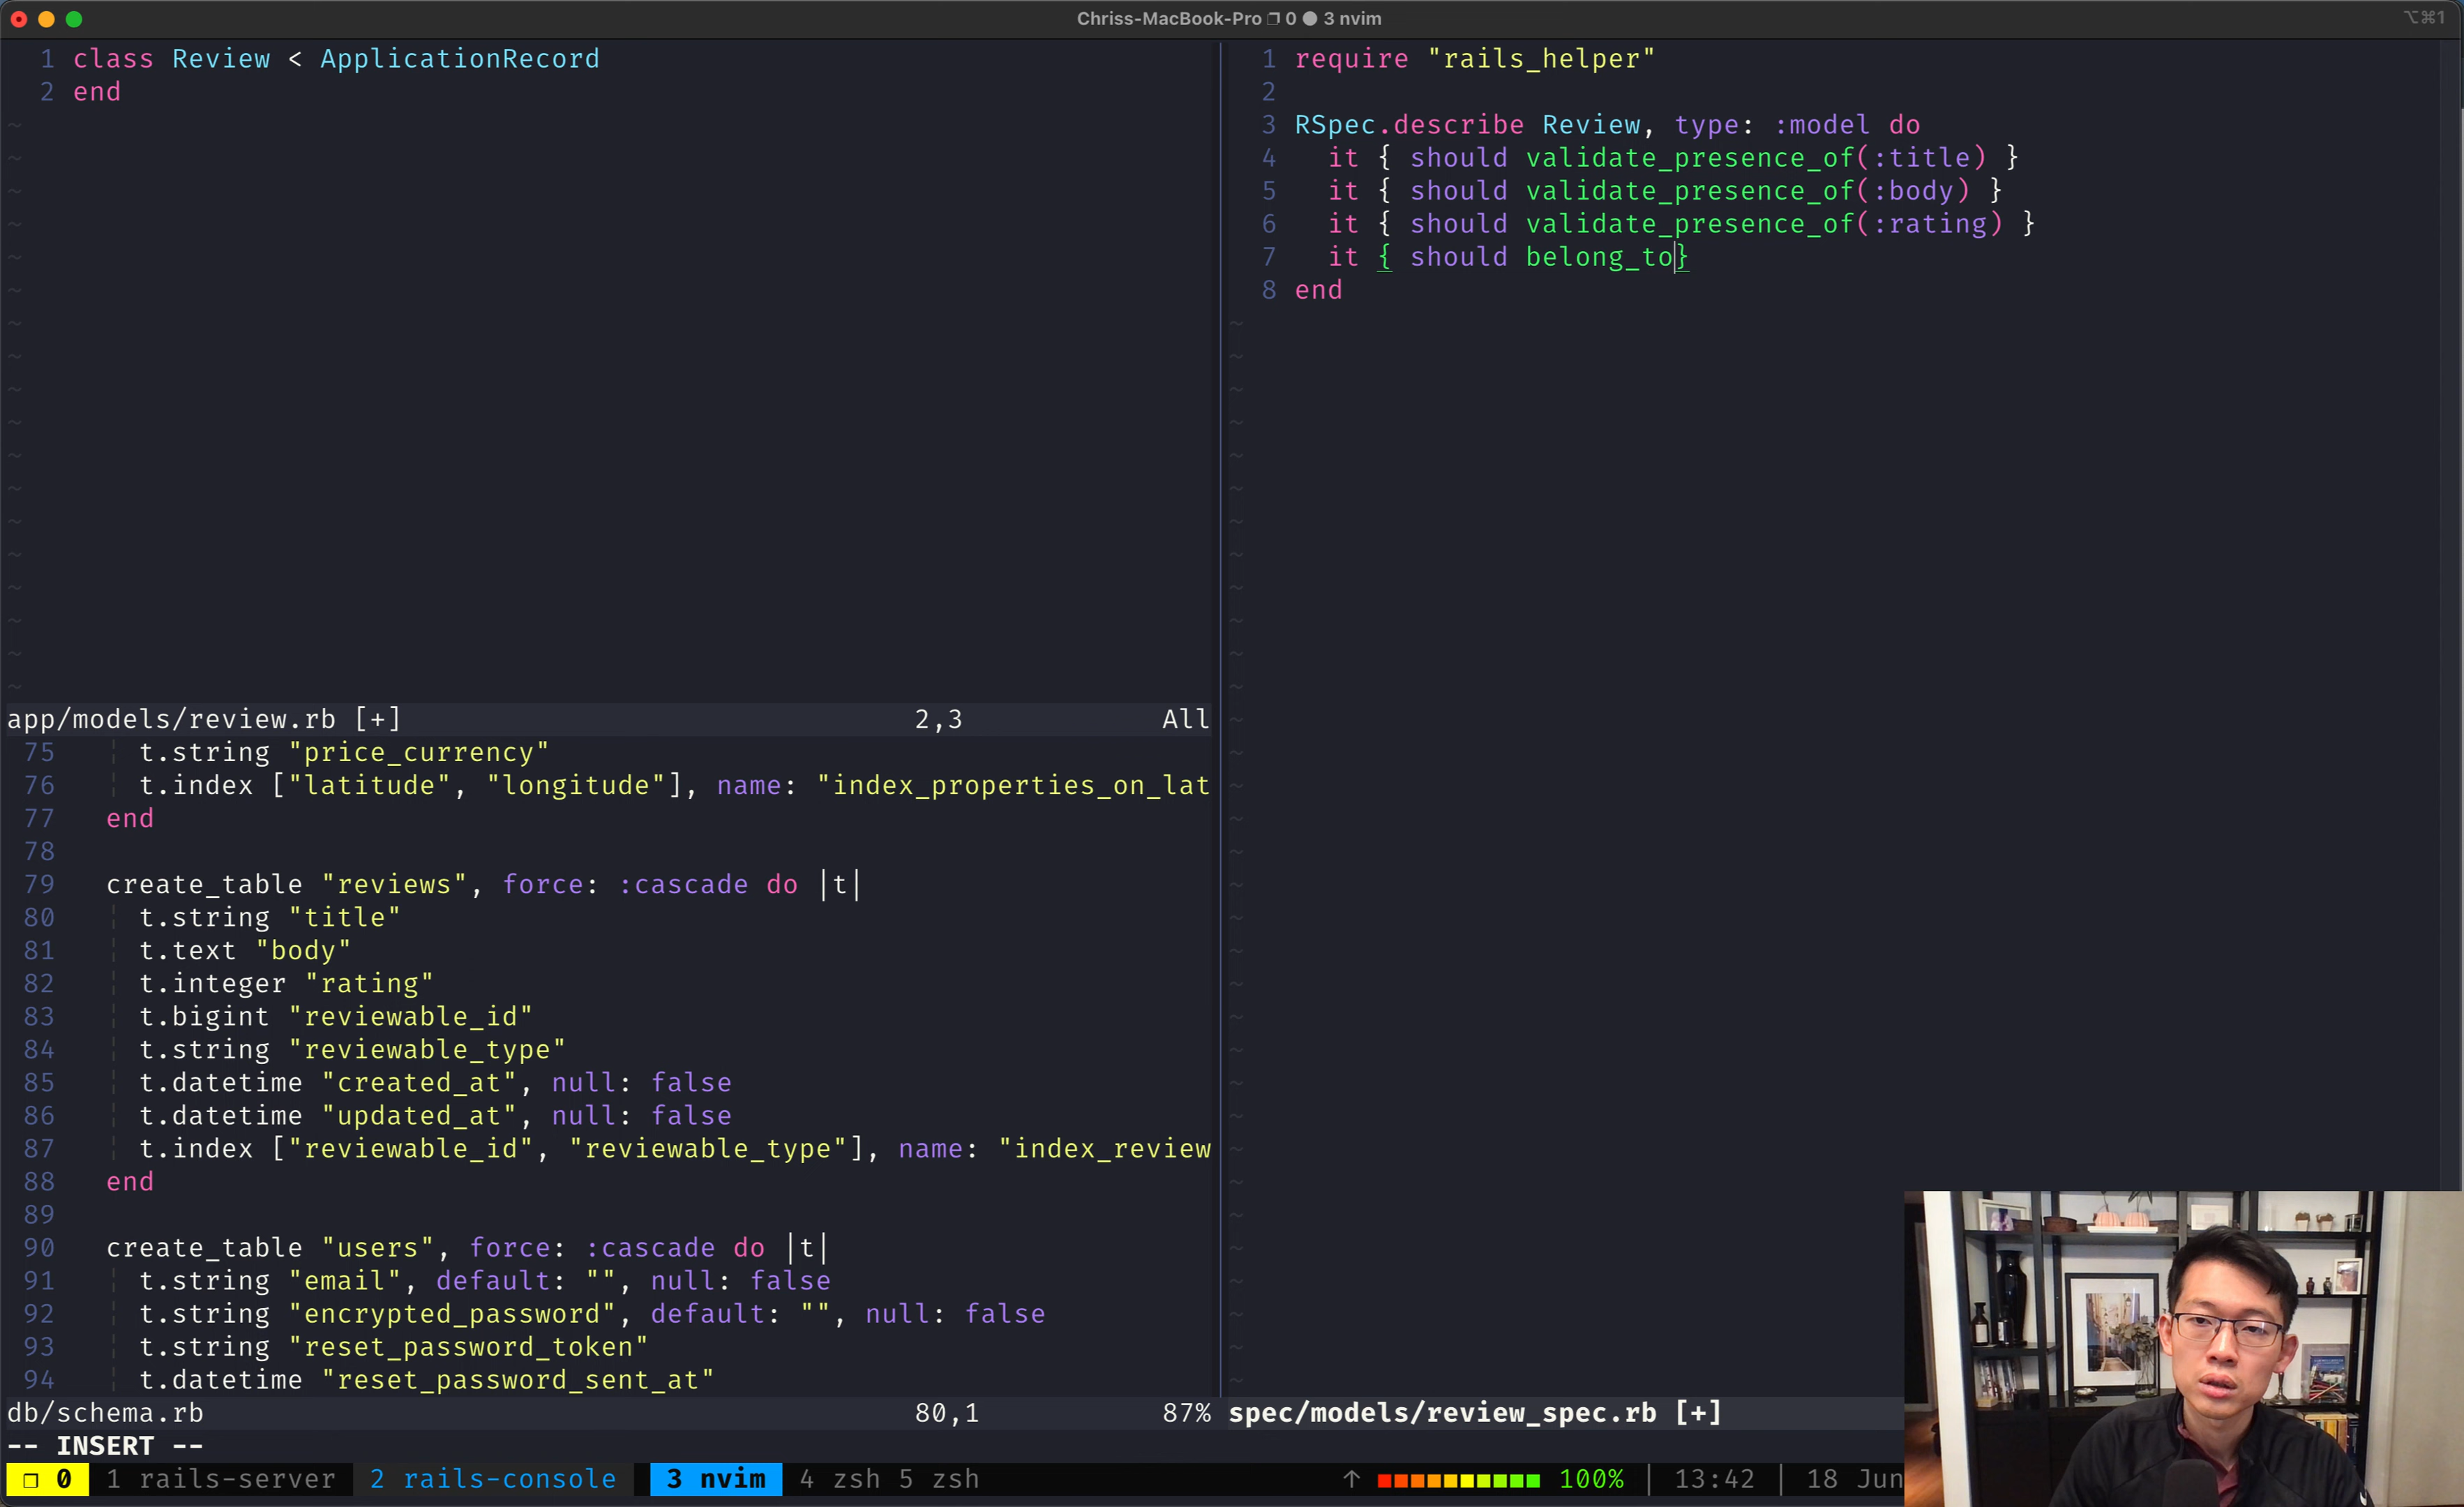 Chriss-MacBook-Pro ❐ 0 ● 3 nvim
⌥⌘1
1 class Review < ApplicationRecord
2 end
app/models/review.rb [+] 2,3 All
75 t.string "price_currency"
76 t.index ["latitude", "longitude"], name: "index_properties_on_lat
77 end
78
79 create_table "reviews", force: :cascade do |t|
80 t.string "title"
81 t.text "body"
82 t.integer "rating"
83 t.bigint "reviewable_id"
84 t.string "reviewable_type"
85 t.datetime "created_at", null: false
86 t.datetime "updated_at", null: false
87 t.index ["reviewable_id", "reviewable_type"], name: "index_review
88 end
89
90 create_table "users", force: :cascade do |t|
91 t.string "email", default: "", null: false
92 t.string "encrypted_password", default: "", null: false
93 t.string "reset_password_token"
94 t.datetime "reset_password_sent_at"
db/schema.rb 80,1 87%
1 require "rails_helper"
2
3 RSpec.describe Review, type: :model do
4 it { should validate_presence_of(:title) }
5 it { should validate_presence_of(:body) }
6 it { should validate_presence_of(:rating) }
7 it { should belong_to}
8 end
spec/models/review_spec.rb [+]
-- INSERT --
❐ 0 1 rails-server 2 rails-console 3 nvim 4 zsh 5 zsh ↑ 100% | 13:42 | 18 Jun